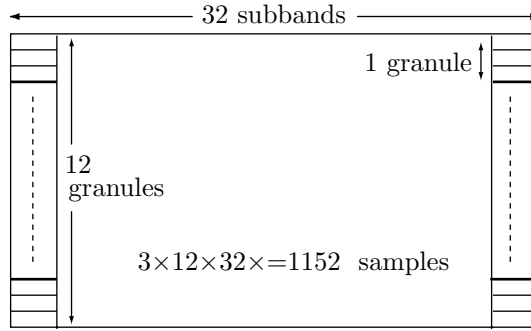 32 subbands
1 granule
12
granules
3×12×32×=1152 samples